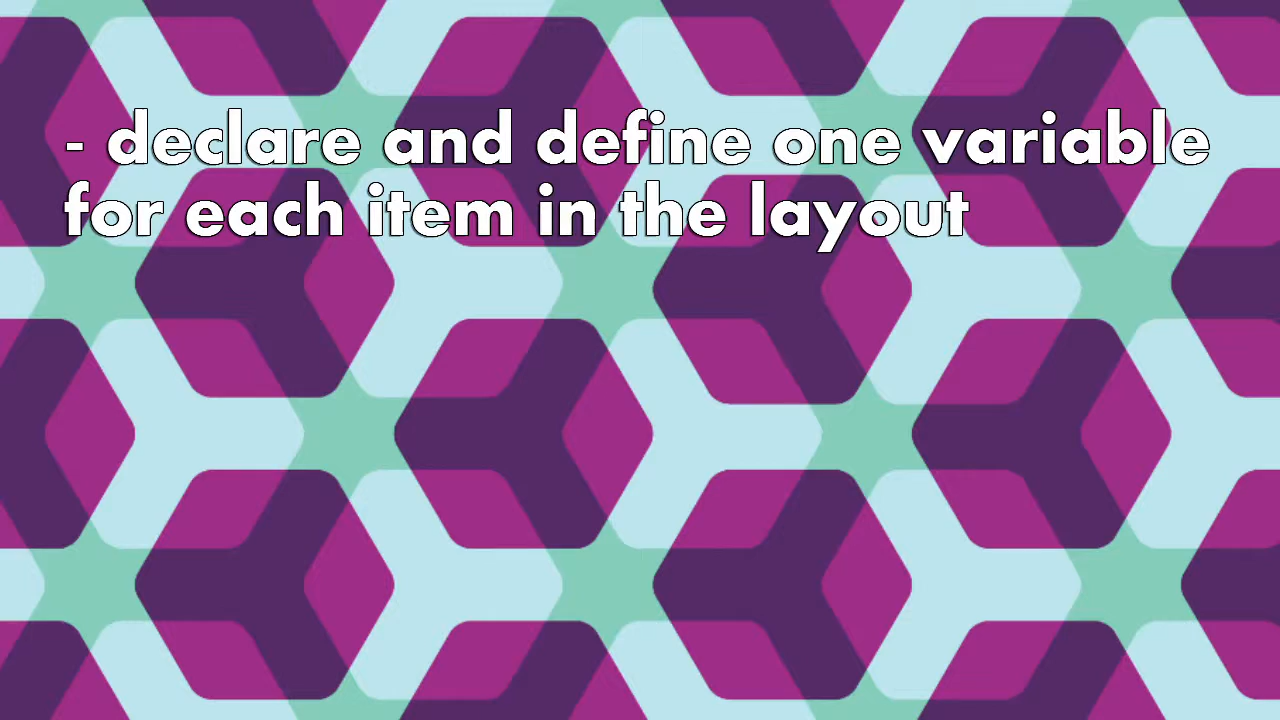 - declare and define one variable
for each item in the layout